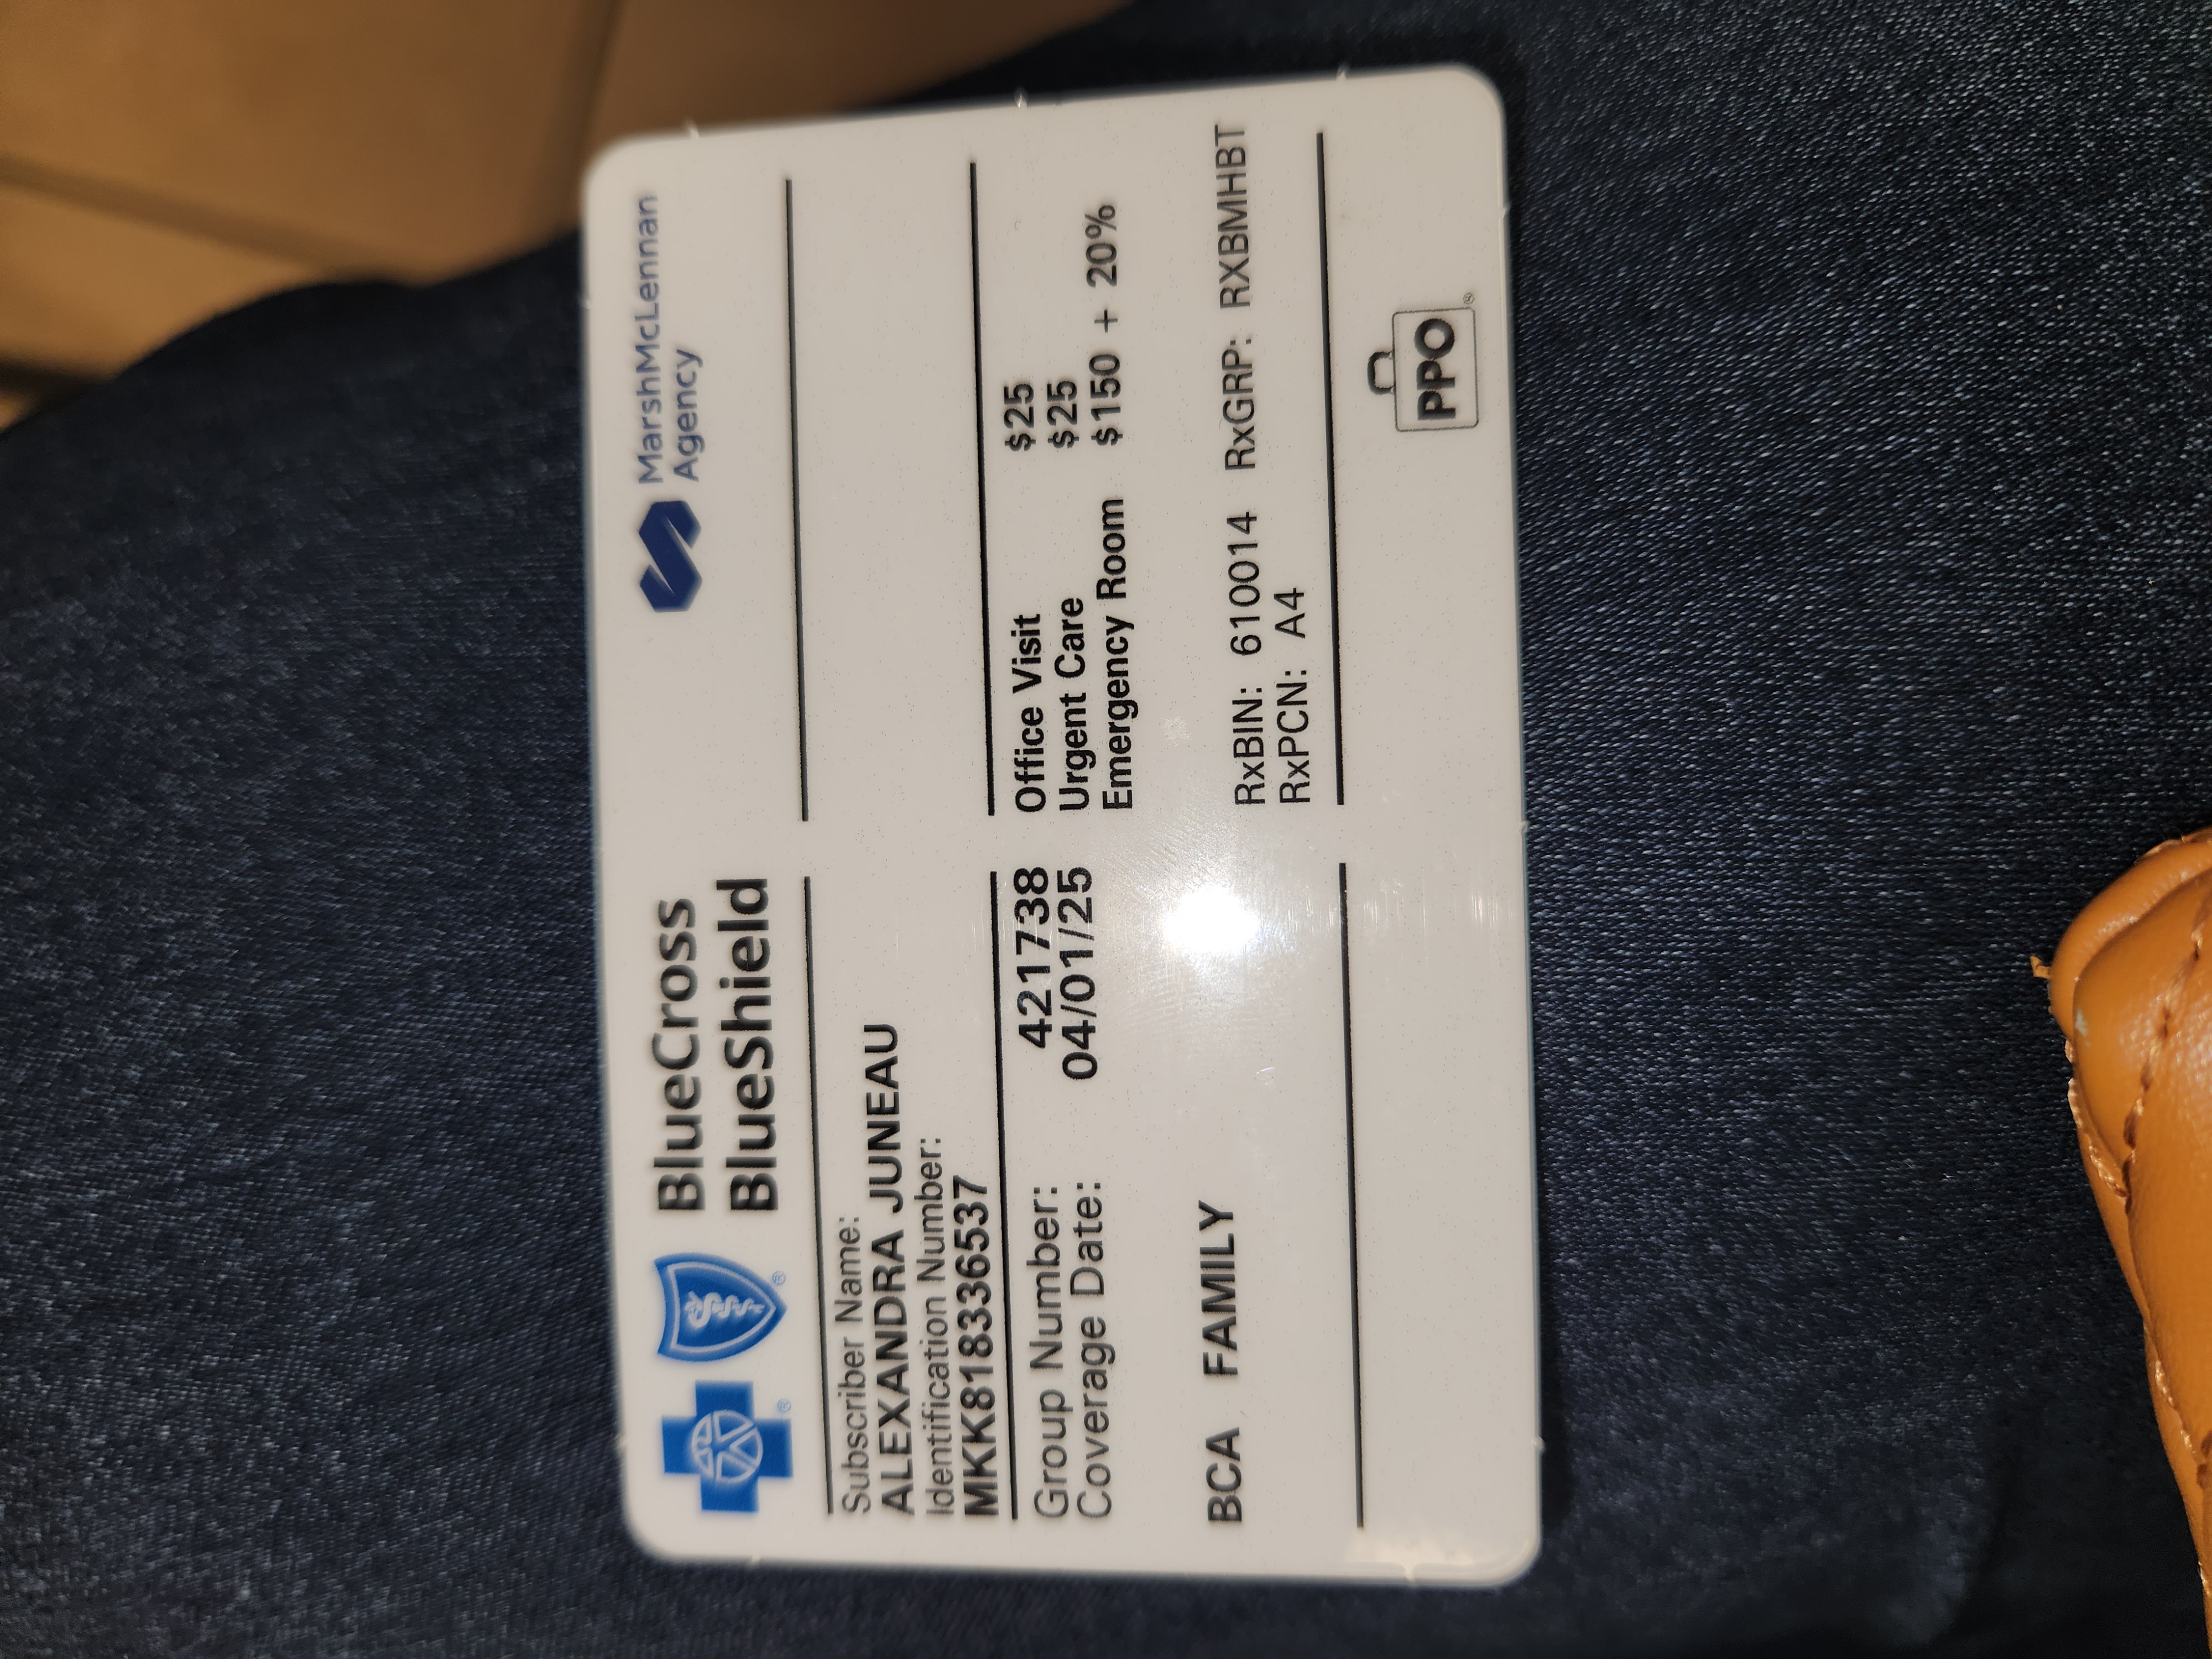 BlueCross
BlueShield
MarshMcLennan
Agency
Subscriber Name:
ALEXANDRA JUNEAU
Identification Number:
MKK818336537
Group Number: 421738
Coverage Date: 04/01/25
BCA FAMILY
Office Visit $25
Urgent Care $25
Emergency Room $150 + 20%
RxBIN: 610014 RxGRP: RXBMHBT
RxPCN: A4
PPO